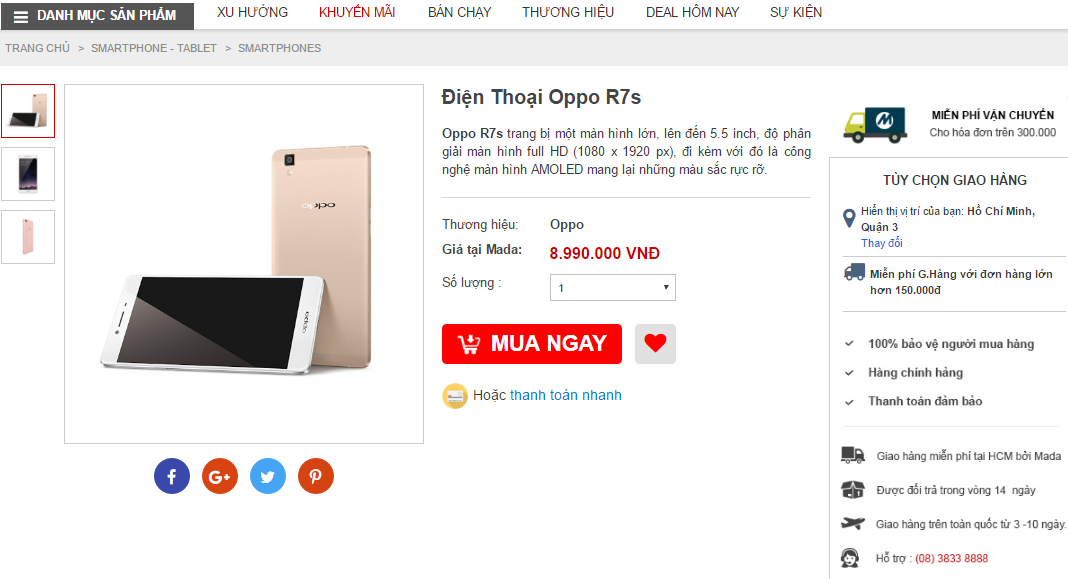 DANH MỤC SẢN PHẨM
XU HƯỚNG
KHUYẾN MÃI
BÁN CHẠY
THƯƠNG HIỆU
DEAL HÔM NAY
SỰ KIỆN
TRANG CHỦ > SMARTPHONE - TABLET > SMARTPHONES
Điện Thoại Oppo R7s
Oppo R7s trang bị một màn hình lớn, lên đến 5.5 inch, độ phân
giải màn hình full HD (1080 x 1920 px), đi kèm với đó là công
nghệ màn hình AMOLED mang lại những màu sắc rực rỡ.
Thương hiệu: Oppo
Giá tại Mada: 8.990.000 VNĐ
Số lượng : 1
MUA NGAY
Hoặc thanh toán nhanh
oppo
oppo
MIỄN PHÍ VẬN CHUYỂN
Cho hóa đơn trên 300.000
TÙY CHỌN GIAO HÀNG
Hiển thị vị trí của bạn: Hồ Chí Minh,
Quận 3
Thay đổi
Miễn phí G.Hàng với đơn hàng lớn
hơn 150.000đ
100% bảo vệ người mua hàng
Hàng chính hảng
Thanh toán đảm bảo
Giao hàng miễn phí tại HCM bởi Mada
Được đổi trả trong vòng 14 ngày
Giao hàng trên toàn quốc từ 3 -10 ngày.
Hỗ trợ : (08) 3833 8888